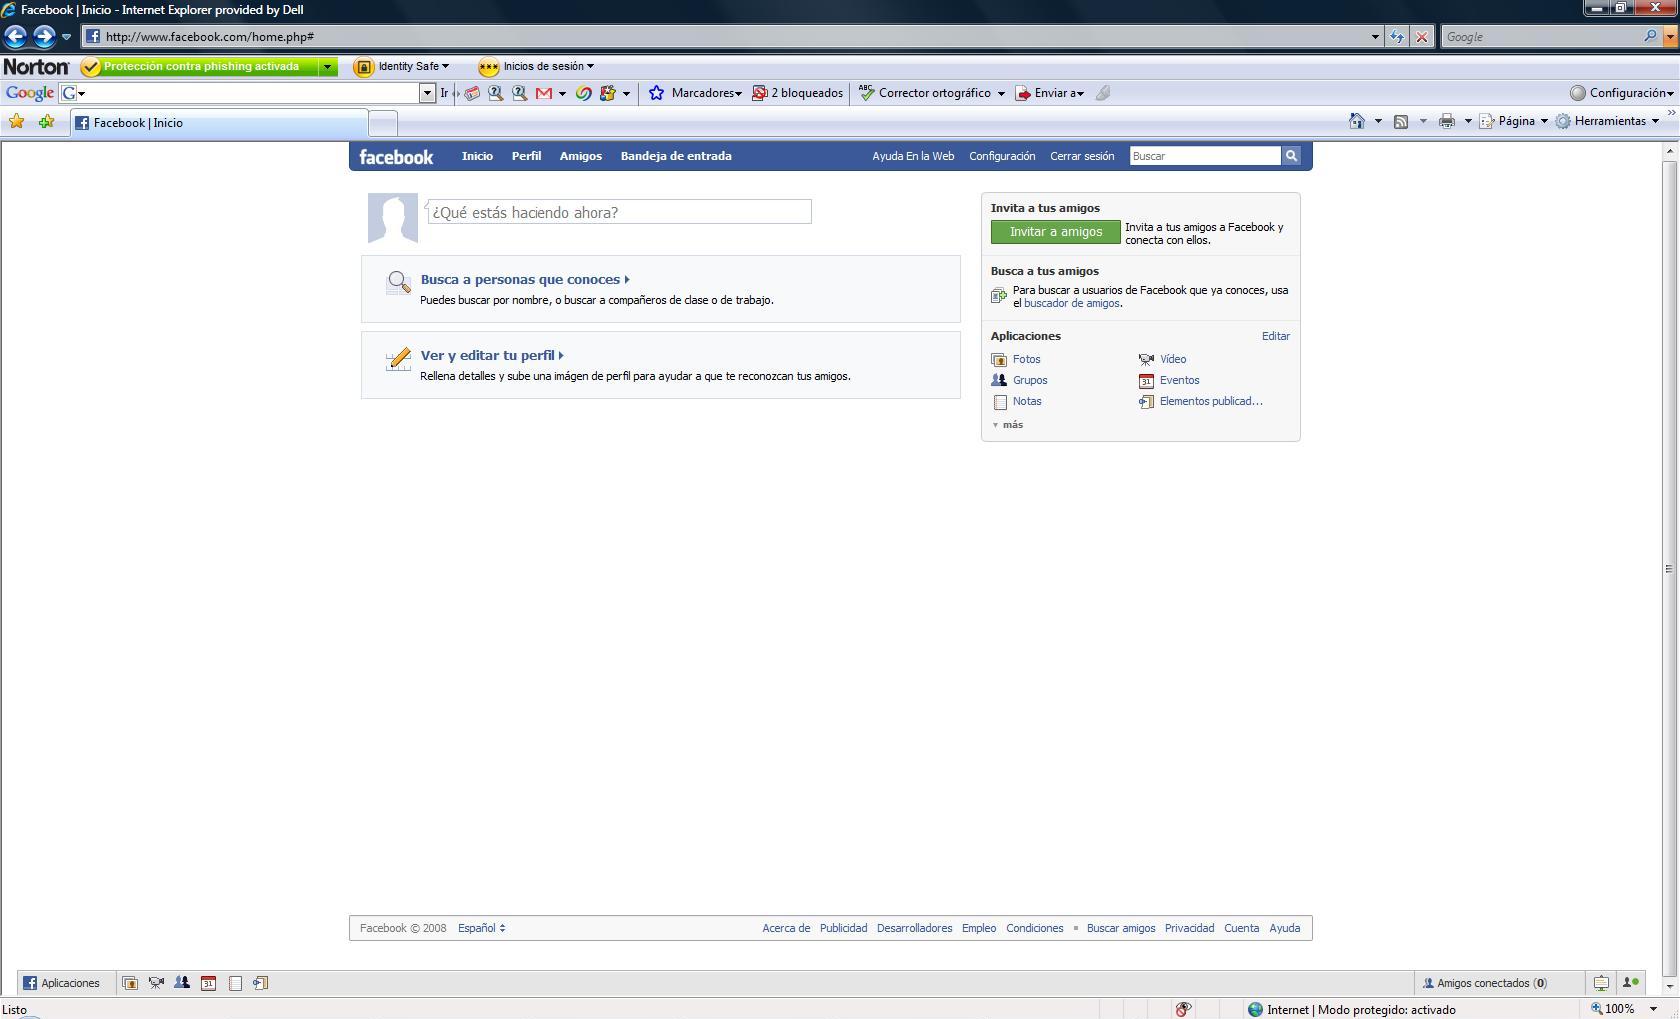 Facebook | Inicio - Internet Explorer provided by Dell
http://www.facebook.com/home.php#
Google
Norton
Protección contra phishing activada
Identity Safe
Inicios de sesión
Google
G
Ir
Marcadores
2 bloqueados
ABC
Corrector ortográfico
Enviar a
Configuración
Facebook | Inicio
Página
Herramientas
facebook
Inicio
Perfil
Amigos
Bandeja de entrada
Ayuda En la Web
Configuración
Cerrar sesión
Buscar
¿Qué estás haciendo ahora?
Busca a personas que conoces
Puedes buscar por nombre, o buscar a compañeros de clase o de trabajo.
Ver y editar tu perfil
Rellena detalles y sube una imágen de perfil para ayudar a que te reconozcan tus amigos.
Invita a tus amigos
Invitar a amigos
Invita a tus amigos a Facebook y
conecta con ellos.
Busca a tus amigos
Para buscar a usuarios de Facebook que ya conoces, usa
el buscador de amigos.
Aplicaciones
Editar
Fotos
Vídeo
Grupos
31
Eventos
Notas
Elementos publicad...
más
Facebook © 2008
Español
Acerca de
Publicidad
Desarrolladores
Empleo
Condiciones
Buscar amigos
Privacidad
Cuenta
Ayuda
Aplicaciones
31
Amigos conectados (0)
Listo
Internet | Modo protegido: activado
100%